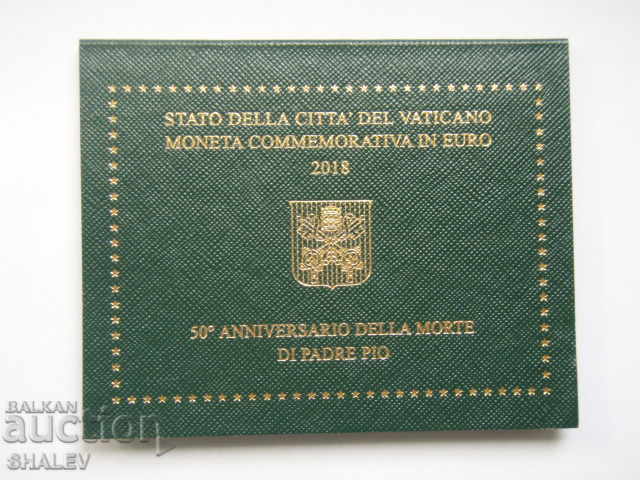 STATO DELLA CITTA' DEL VATICANO
MONETA COMMEMORATIVA IN EURO
2018
50° ANNIVERSARIO DELLA MORTE
DI PADRE PIO
BALKAN
auction
SHALEV